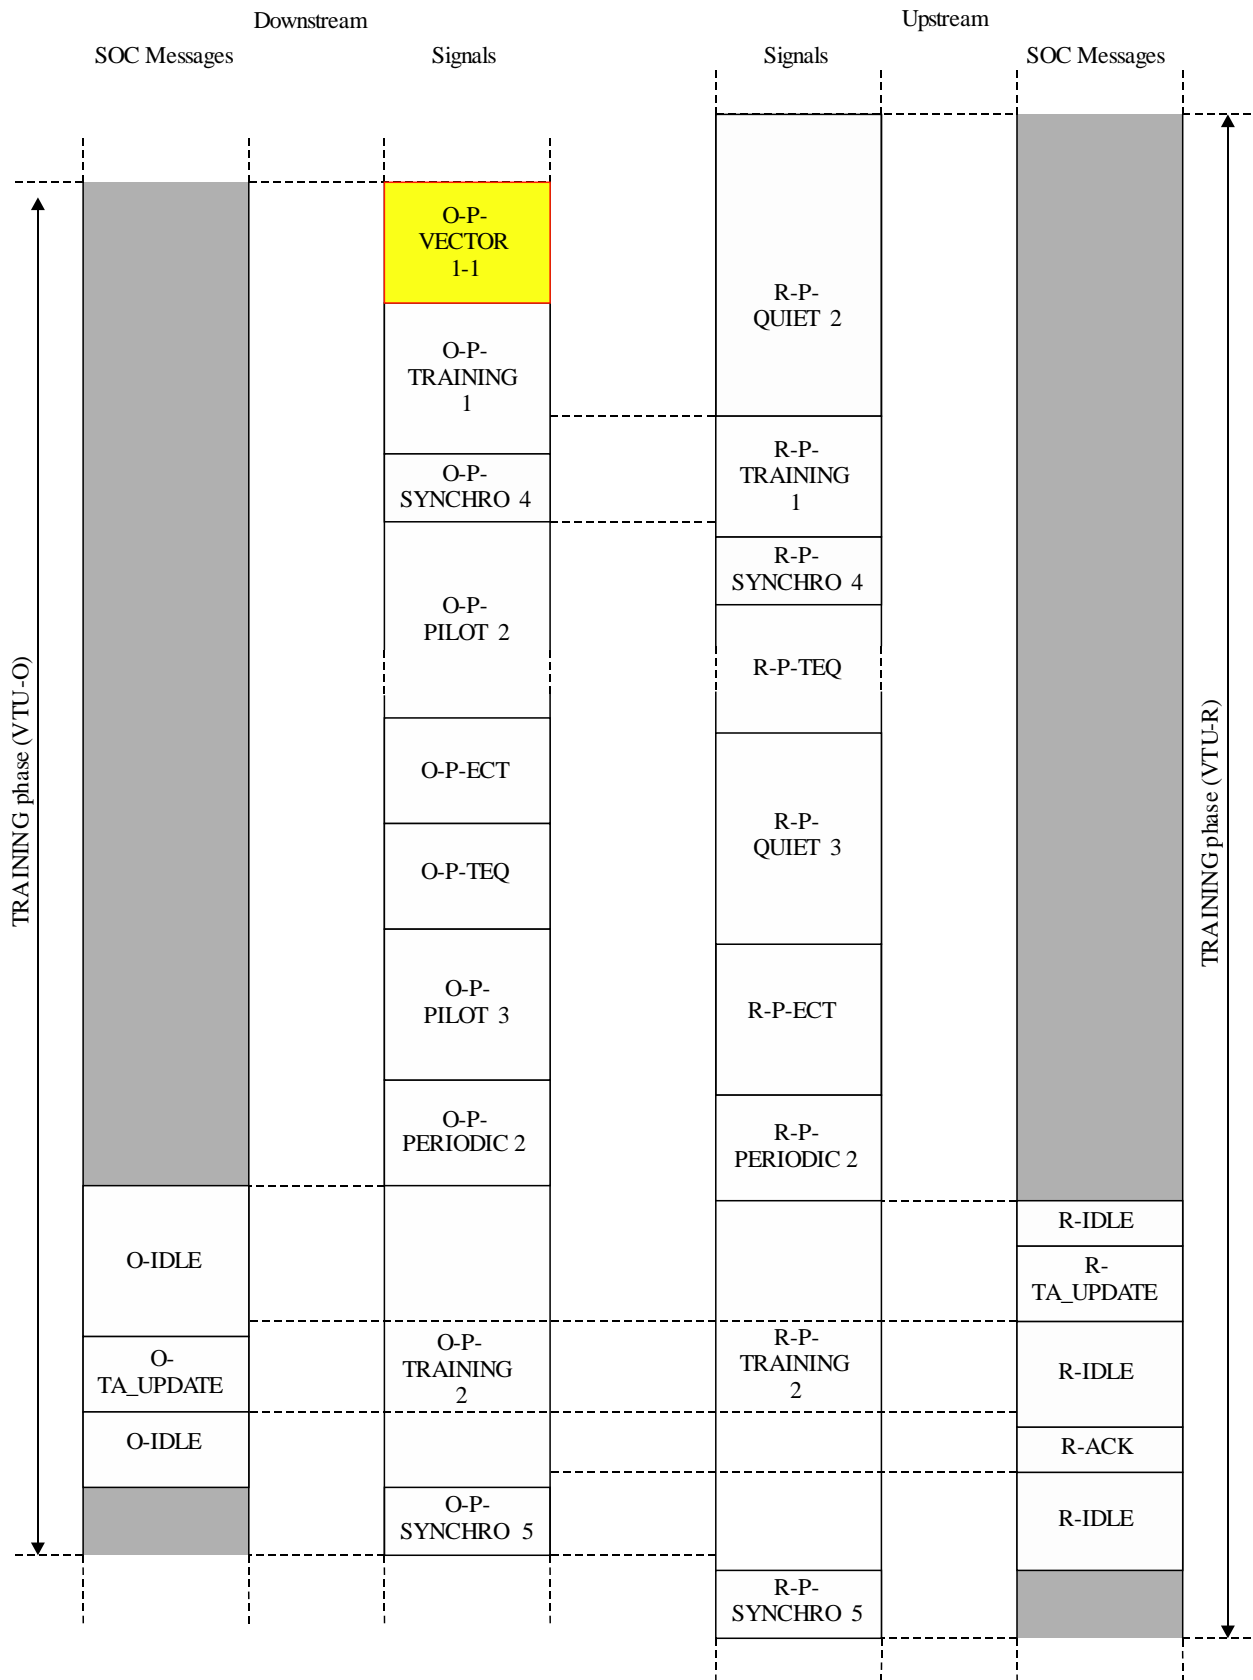 Downstream
Upstream
SOC Messages
Signals
Signals
SOC Messages
TRAINING phase (VTU-O)
O-P-
VECTOR
1-1
O-P-
TRAINING
1
O-P-
SYNCHRO 4
O-P-
PILOT 2
O-P-ECT
O-P-TEQ
O-P-
PILOT 3
O-P-
PERIODIC 2
O-IDLE
O-
TA_UPDATE
O-IDLE
O-P-
TRAINING
2
O-P-
SYNCHRO 5
R-P-
QUIET 2
R-P-
TRAINING
1
R-P-
SYNCHRO 4
R-P-TEQ
R-P-
QUIET 3
R-P-ECT
R-P-
PERIODIC 2
R-P-
TRAINING
2
R-P-
SYNCHRO 5
R-IDLE
R-
TA_UPDATE
R-IDLE
R-ACK
R-IDLE
TRAINING phase (VTU-R)